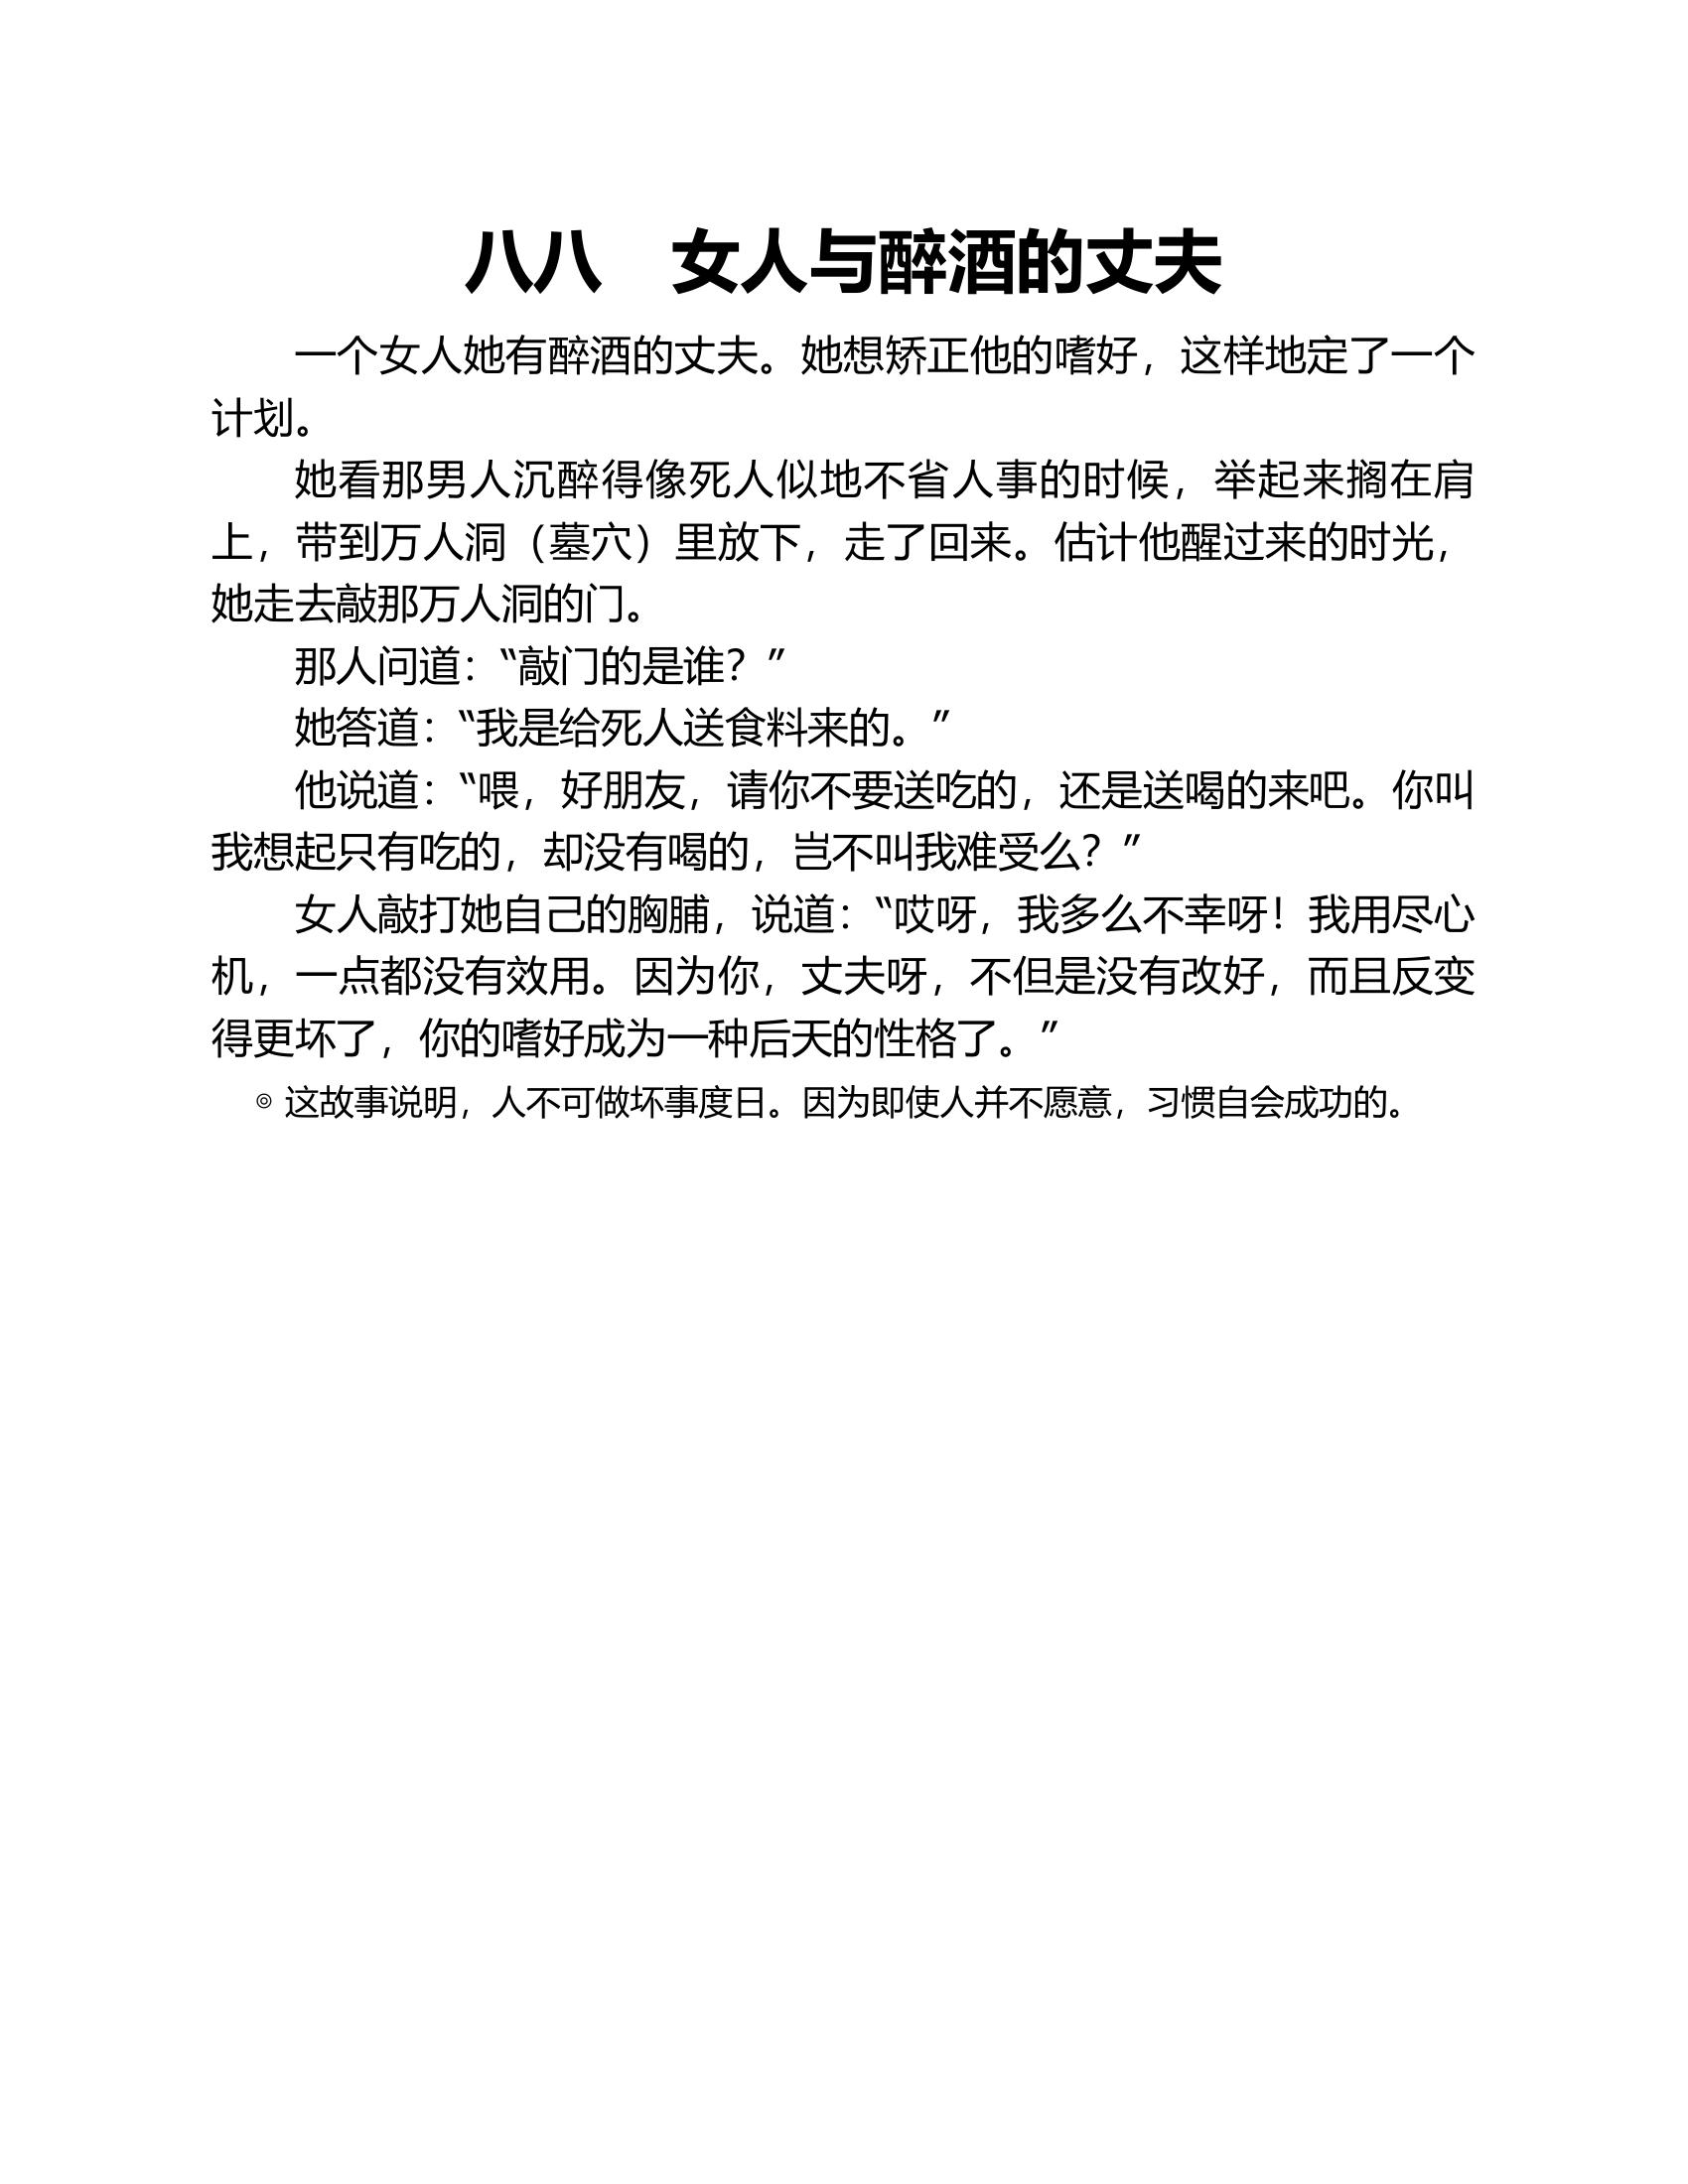 八八　女人与醉酒的丈夫
一个女人她有醉酒的丈夫。她想矫正他的嗜好，这样地定了一个
计划。
她看那男人沉醉得像死人似地不省人事的时候，举起来搁在肩
上，带到万人洞（墓穴）里放下，走了回来。估计他醒过来的时光，
她走去敲那万人洞的门。
那人问道：“敲门的是谁？”
她答道：“我是给死人送食料来的。”
他说道：“喂，好朋友，请你不要送吃的，还是送喝的来吧。你叫
我想起只有吃的，却没有喝的，岂不叫我难受么？”
女人敲打她自己的胸脯，说道：“哎呀，我多么不幸呀！我用尽心
机，一点都没有效用。因为你，丈夫呀，不但是没有改好，而且反变
得更坏了，你的嗜好成为一种后天的性格了。”
◎ 这故事说明，人不可做坏事度日。因为即使人并不愿意，习惯自会成功的。